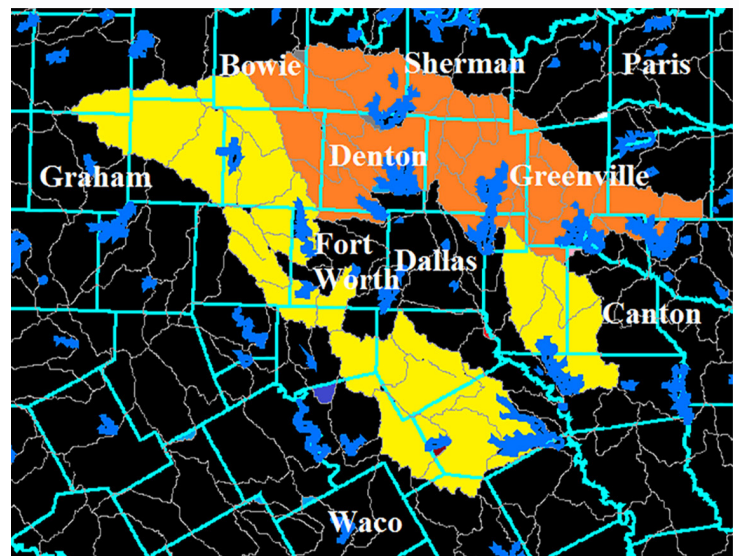 Bowie
Sherman
Paris
Denton
Graham
Greenville
Fort
Worth
Dallas
Canton
Waco